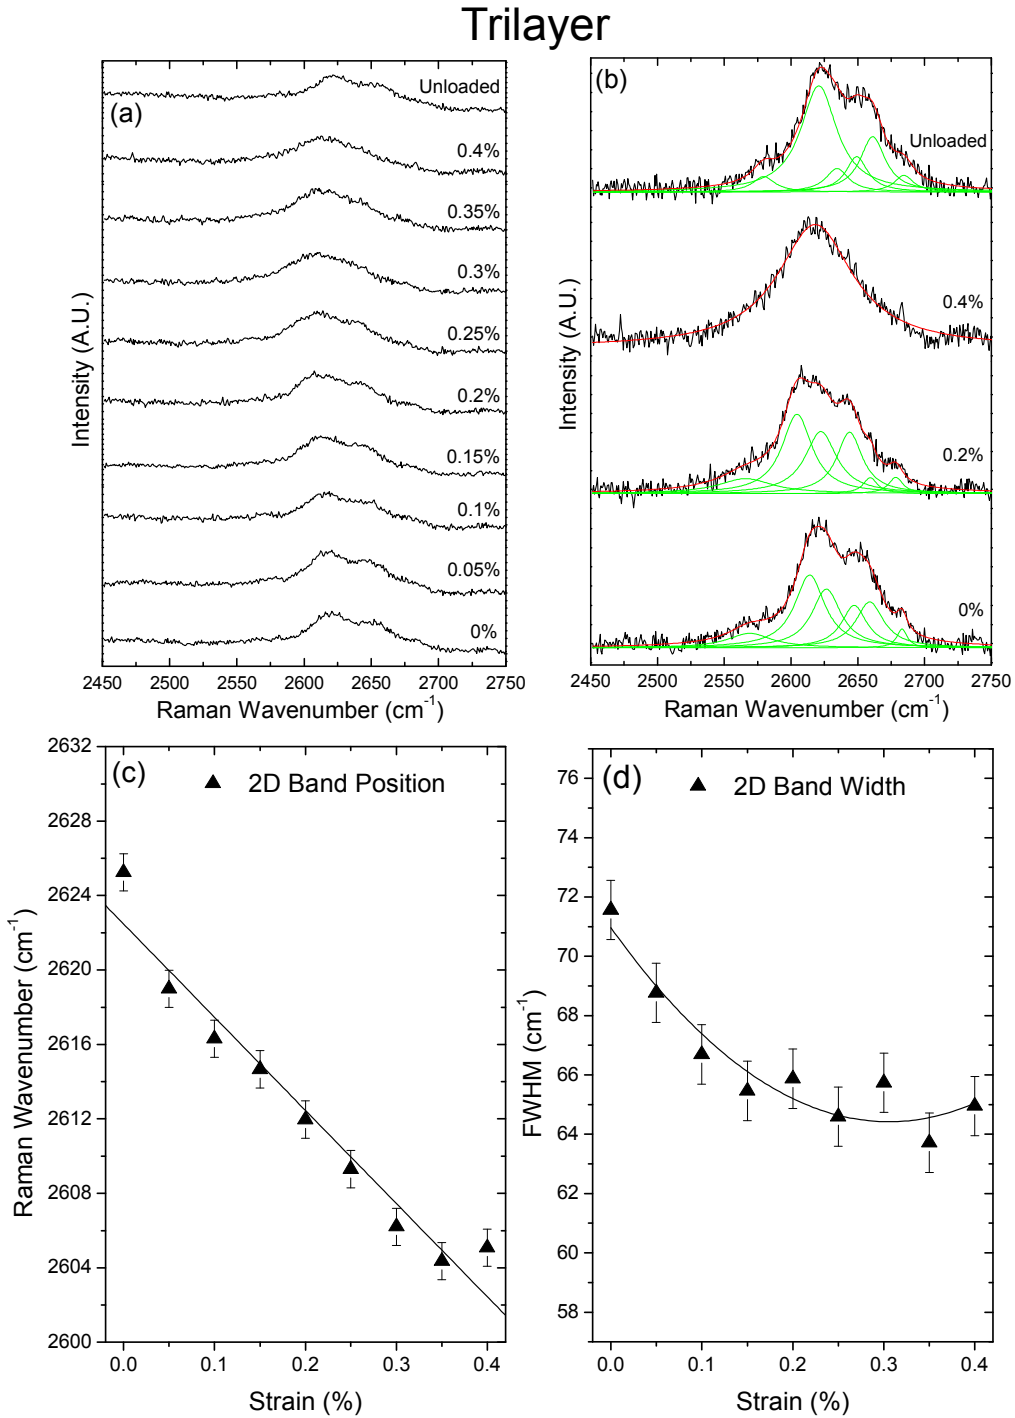 Trilayer
(a)
Unloaded
0.4%
0.35%
0.3%
0.25%
0.2%
0.15%
0.1%
0.05%
0%
Intensity (A.U.)
2450 2500 2550 2600 2650 2700 2750
Raman Wavenumber (cm-1)
(b)
Unloaded
0.4%
0.2%
0%
Intensity (A.U.)
2450 2500 2550 2600 2650 2700 2750
Raman Wavenumber (cm-1)
(c)
2D Band Position
2632
2628
2624
2620
2616
2612
2608
2604
2600
Raman Wavenumber (cm-1)
0.0 0.1 0.2 0.3 0.4
Strain (%)
(d)
2D Band Width
76
74
72
70
68
66
64
62
60
58
FWHM (cm-1)
0.0 0.1 0.2 0.3 0.4
Strain (%)